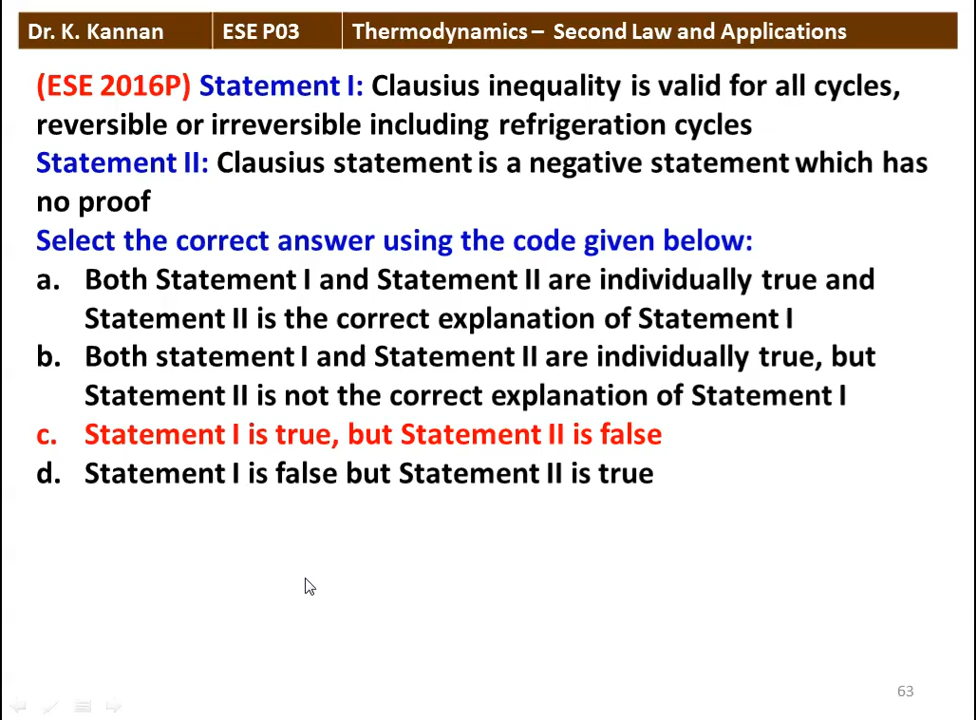 Dr. K. Kannan ESE P03 Thermodynamics – Second Law and Applications
(ESE 2016P) Statement I: Clausius inequality is valid for all cycles,
reversible or irreversible including refrigeration cycles
Statement II: Clausius statement is a negative statement which has
no proof
Select the correct answer using the code given below:
a. Both Statement I and Statement II are individually true and
Statement II is the correct explanation of Statement I
b. Both statement I and Statement II are individually true, but
Statement II is not the correct explanation of Statement I
c. Statement I is true, but Statement II is false
d. Statement I is false but Statement II is true
63